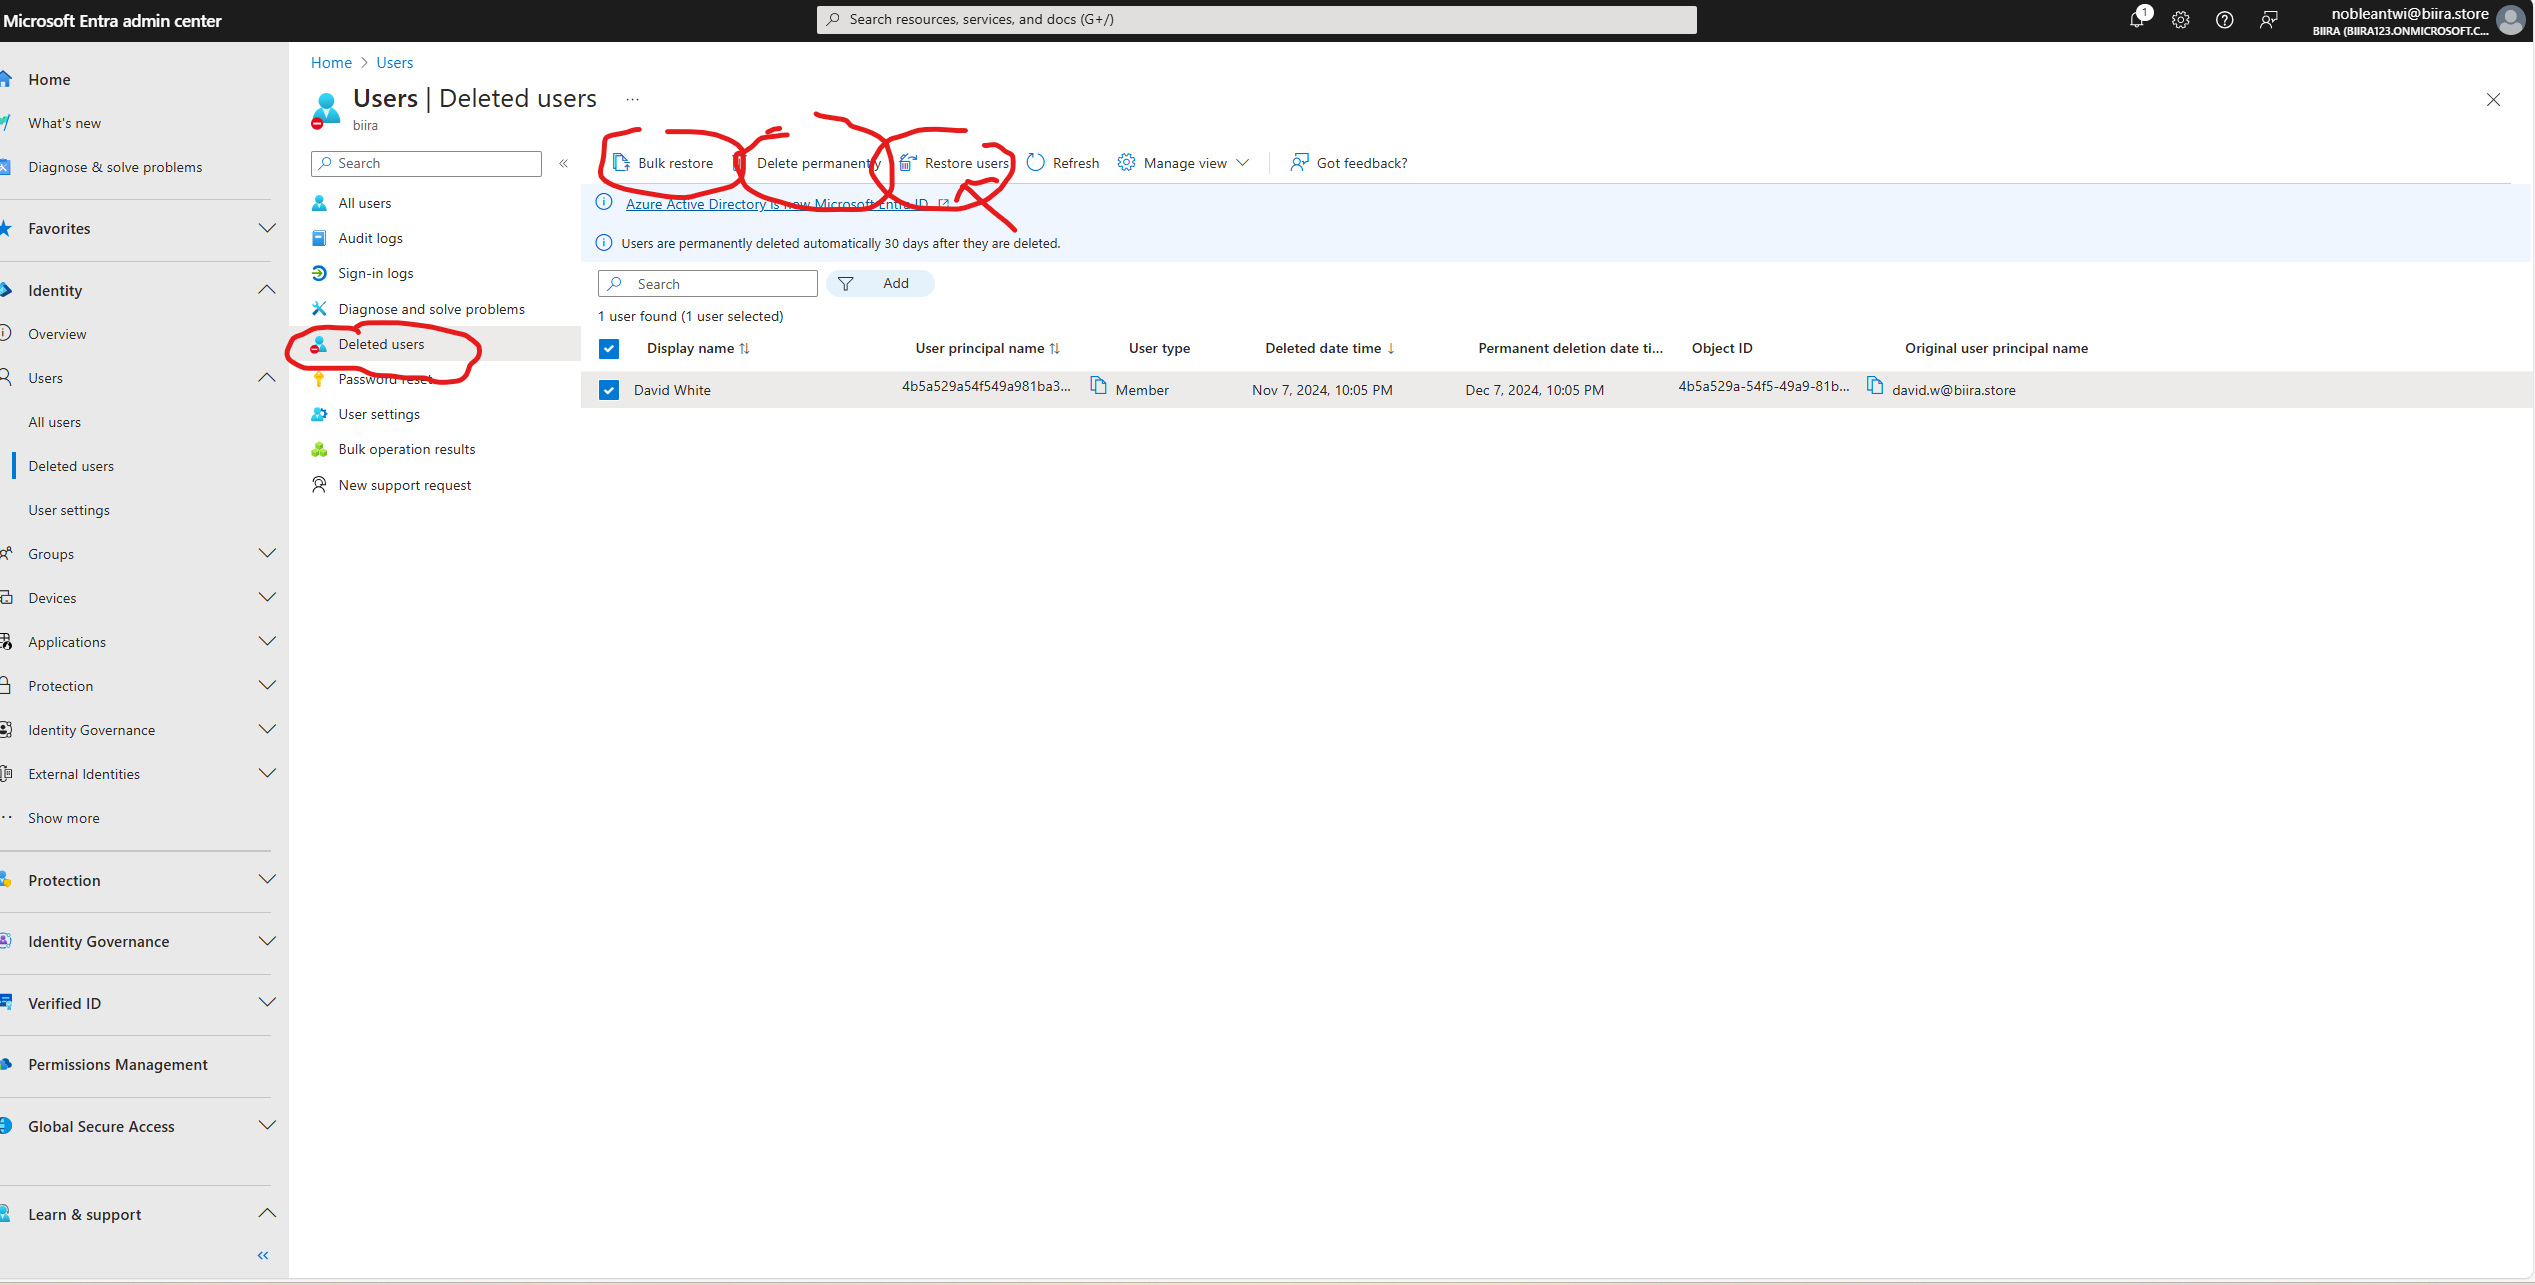 Microsoft Entra admin center
Search resources, services, and docs (G+/)
1
nobleantwi@biira.store
BIIRA (BIIRA123.ONMICROSOFT.C...
Home
What's new
Diagnose & solve problems
Favorites
Identity
Overview
Users
All users
Deleted users
User settings
Groups
Devices
Applications
Protection
Identity Governance
External Identities
Show more
Protection
Identity Governance
Verified ID
Permissions Management
Global Secure Access
Learn & support
Home > Users
Users | Deleted users ...
biira
Search
All users
Audit logs
Sign-in logs
Diagnose and solve problems
Deleted users
Password reset
User settings
Bulk operation results
New support request
Bulk restore Delete permanently Restore users Refresh Manage view Got feedback?
Azure Active Directory is now Microsoft Entra ID
Users are permanently deleted automatically 30 days after they are deleted.
Search Add
1 user found (1 user selected)
Display name User principal name User type Deleted date time Permanent deletion date ti... Object ID Original user principal name
David White 4b5a529a54f549a981ba3... Member Nov 7, 2024, 10:05 PM Dec 7, 2024, 10:05 PM 4b5a529a-54f5-49a9-81b... david.w@biira.store